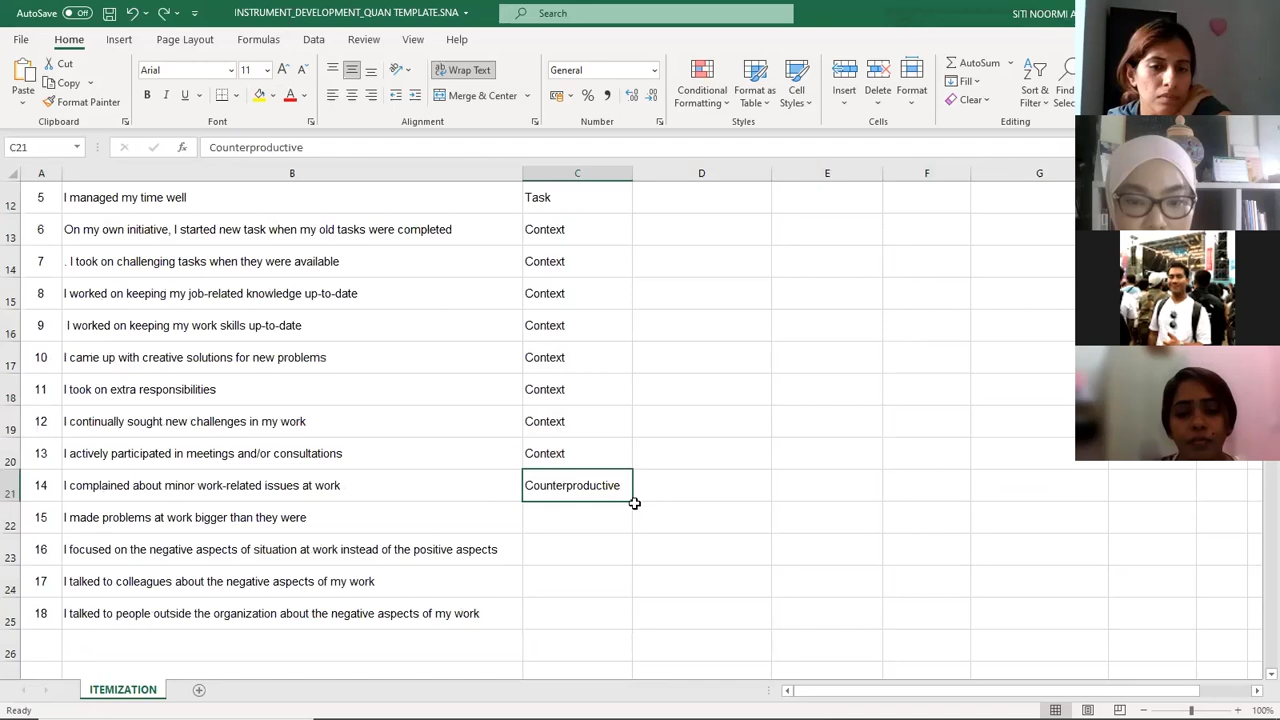 AutoSave Off INSTRUMENT_DEVELOPMENT_QUAN TEMPLATE.SNA Search SITI NOORMI A
File Home Insert Page Layout Formulas Data Review View Help
Cut Arial 11 Wrap Text General AutoSum
Copy Fill
Paste Format Painter B I U Merge & Center % Conditional Formatting Format as Table Cell Styles Insert Delete Format Clear Sort & Filter Find
Clipboard Font Alignment Number Styles Cells Editing
C21 fx Counterproductive
A B C D E F G
12 5 I managed my time well Task
13 6 On my own initiative, I started new task when my old tasks were completed Context
14 7 . I took on challenging tasks when they were available Context
15 8 I worked on keeping my job-related knowledge up-to-date Context
16 9 I worked on keeping my work skills up-to-date Context
17 10 I came up with creative solutions for new problems Context
18 11 I took on extra responsibilities Context
19 12 I continually sought new challenges in my work Context
20 13 I actively participated in meetings and/or consultations Context
21 14 I complained about minor work-related issues at work Counterproductive
22 15 I made problems at work bigger than they were
23 16 I focused on the negative aspects of situation at work instead of the positive aspects
24 17 I talked to colleagues about the negative aspects of my work
25 18 I talked to people outside the organization about the negative aspects of my work
26
ITEMIZATION
Ready 100%